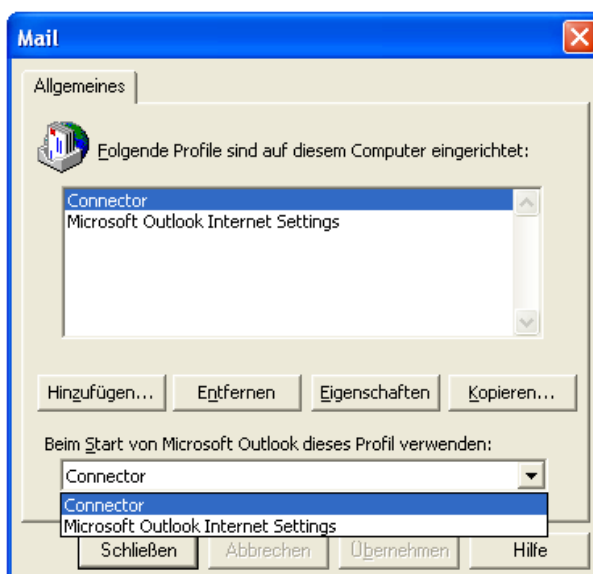 Mail
Allgemeines
Folgende Profile sind auf diesem Computer eingerichtet:
Connector
Microsoft Outlook Internet Settings
Hinzufügen... Entfernen Eigenschaften Kopieren...
Beim Start von Microsoft Outlook dieses Profil verwenden:
Connector
Connector
Microsoft Outlook Internet Settings
Schließen Abbrechen Übernehmen Hilfe